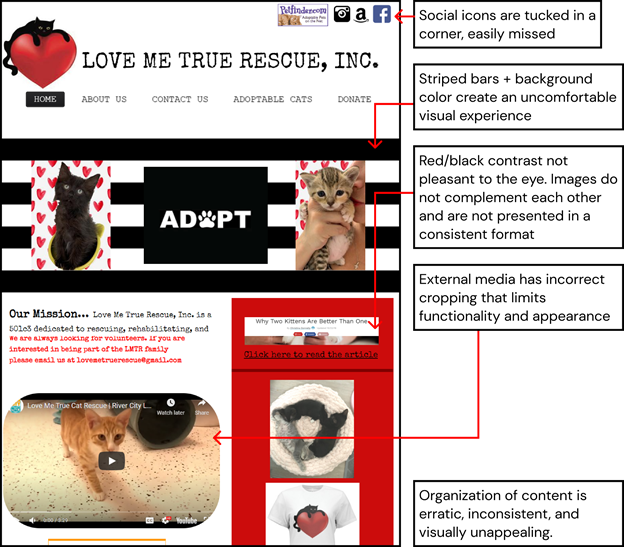 Petfinder.com
Adoptable Pets
on the Web
Social icons are tucked in a
corner, easily missed
LOVE ME TRUE RESCUE, INC.
HOME ABOUT US CONTACT US ADOPTABLE CATS DONATE
Striped bars + background
color create an uncomfortable
visual experience
ADOPT
Red/black contrast not
pleasant to the eye. Images do
not complement each other
and are not presented in a
consistent format
External media has incorrect
cropping that limits
functionality and appearance
Our Mission... Love Me True Rescue, Inc. is a
501c3 dedicated to rescuing, rehabilitating, and
We are always looking for volunteers. If you are
interested in being part of the LMTR family
please email us at lovemetruerescue@gmail.com
Why Two Kittens Are Better Than One
Click here to read the article
Love Me True Cat Rescue | River City L...
Watch later
Share
0:00 / 5:29
CC
YouTube
Organization of content is
erratic, inconsistent, and
visually unappealing.